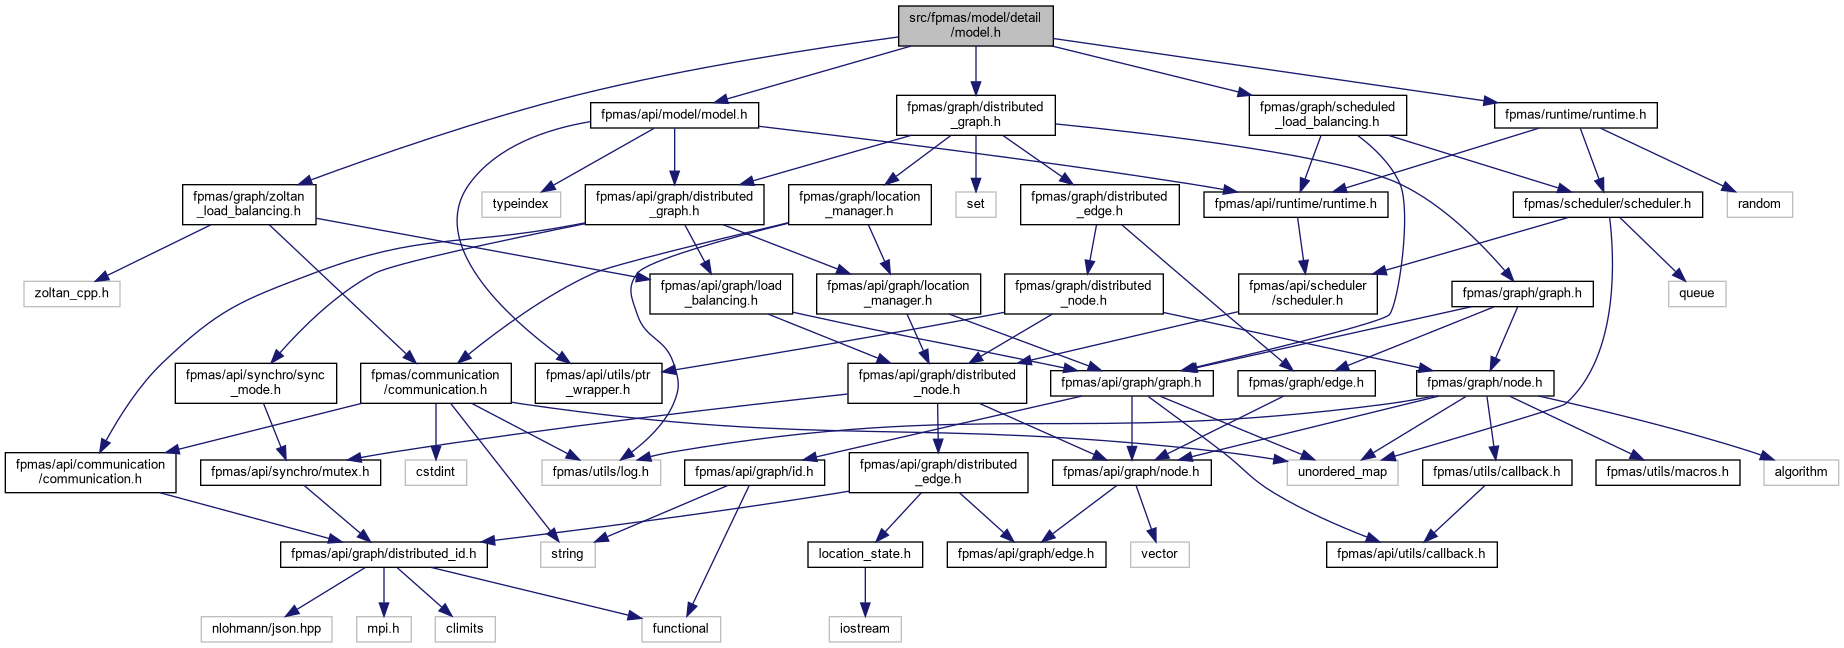 src/fpmas/model/detail
/model.h
fpmas/api/model/model.h
fpmas/graph/distributed
_graph.h
fpmas/graph/scheduled
_load_balancing.h
fpmas/runtime/runtime.h
fpmas/graph/zoltan
_load_balancing.h
typeindex
fpmas/api/graph/distributed
_graph.h
fpmas/graph/location
_manager.h
set
fpmas/graph/distributed
_edge.h
fpmas/api/runtime/runtime.h
fpmas/scheduler/scheduler.h
random
zoltan_cpp.h
fpmas/api/graph/load
_balancing.h
fpmas/api/graph/location
_manager.h
fpmas/graph/distributed
_node.h
fpmas/api/scheduler
/scheduler.h
fpmas/graph/graph.h
queue
fpmas/api/synchro/sync
_mode.h
fpmas/communication
/communication.h
fpmas/api/utils/ptr
_wrapper.h
fpmas/api/graph/distributed
_node.h
fpmas/api/graph/graph.h
fpmas/graph/edge.h
fpmas/graph/node.h
fpmas/api/communication
/communication.h
fpmas/api/synchro/mutex.h
cstdint
fpmas/utils/log.h
fpmas/api/graph/id.h
fpmas/api/graph/distributed
_edge.h
fpmas/api/graph/node.h
unordered_map
fpmas/utils/callback.h
fpmas/utils/macros.h
algorithm
fpmas/api/graph/distributed_id.h
string
location_state.h
fpmas/api/graph/edge.h
vector
fpmas/api/utils/callback.h
nlohmann/json.hpp
mpi.h
climits
functional
iostream